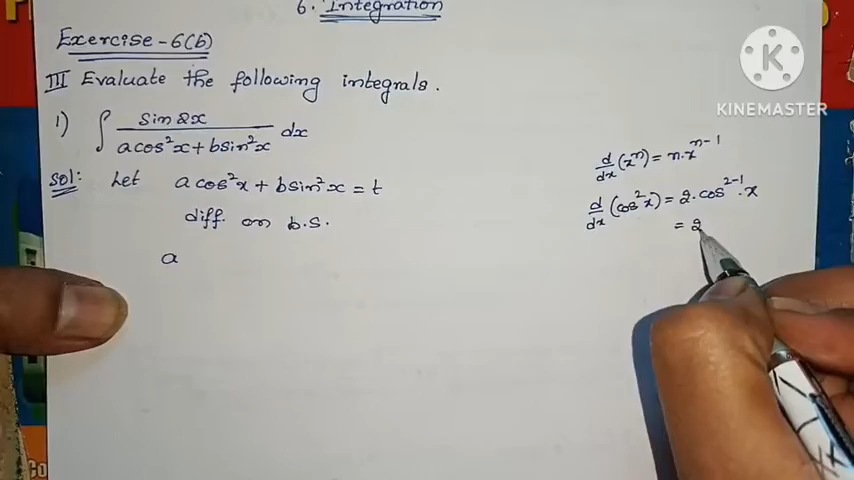 6. Integration
Exercise-6(b)
III Evaluate the following integrals.
1) ∫ sin2x / (acos²x + bsin²x) dx
Sol: Let acos²x + bsin²x = t
diff. on b.s.
a
d/dx (xⁿ) = n.xⁿ⁻¹
d/dx (cos²x) = 2.cos²⁻¹.x
= 2
K
KINEMASTER